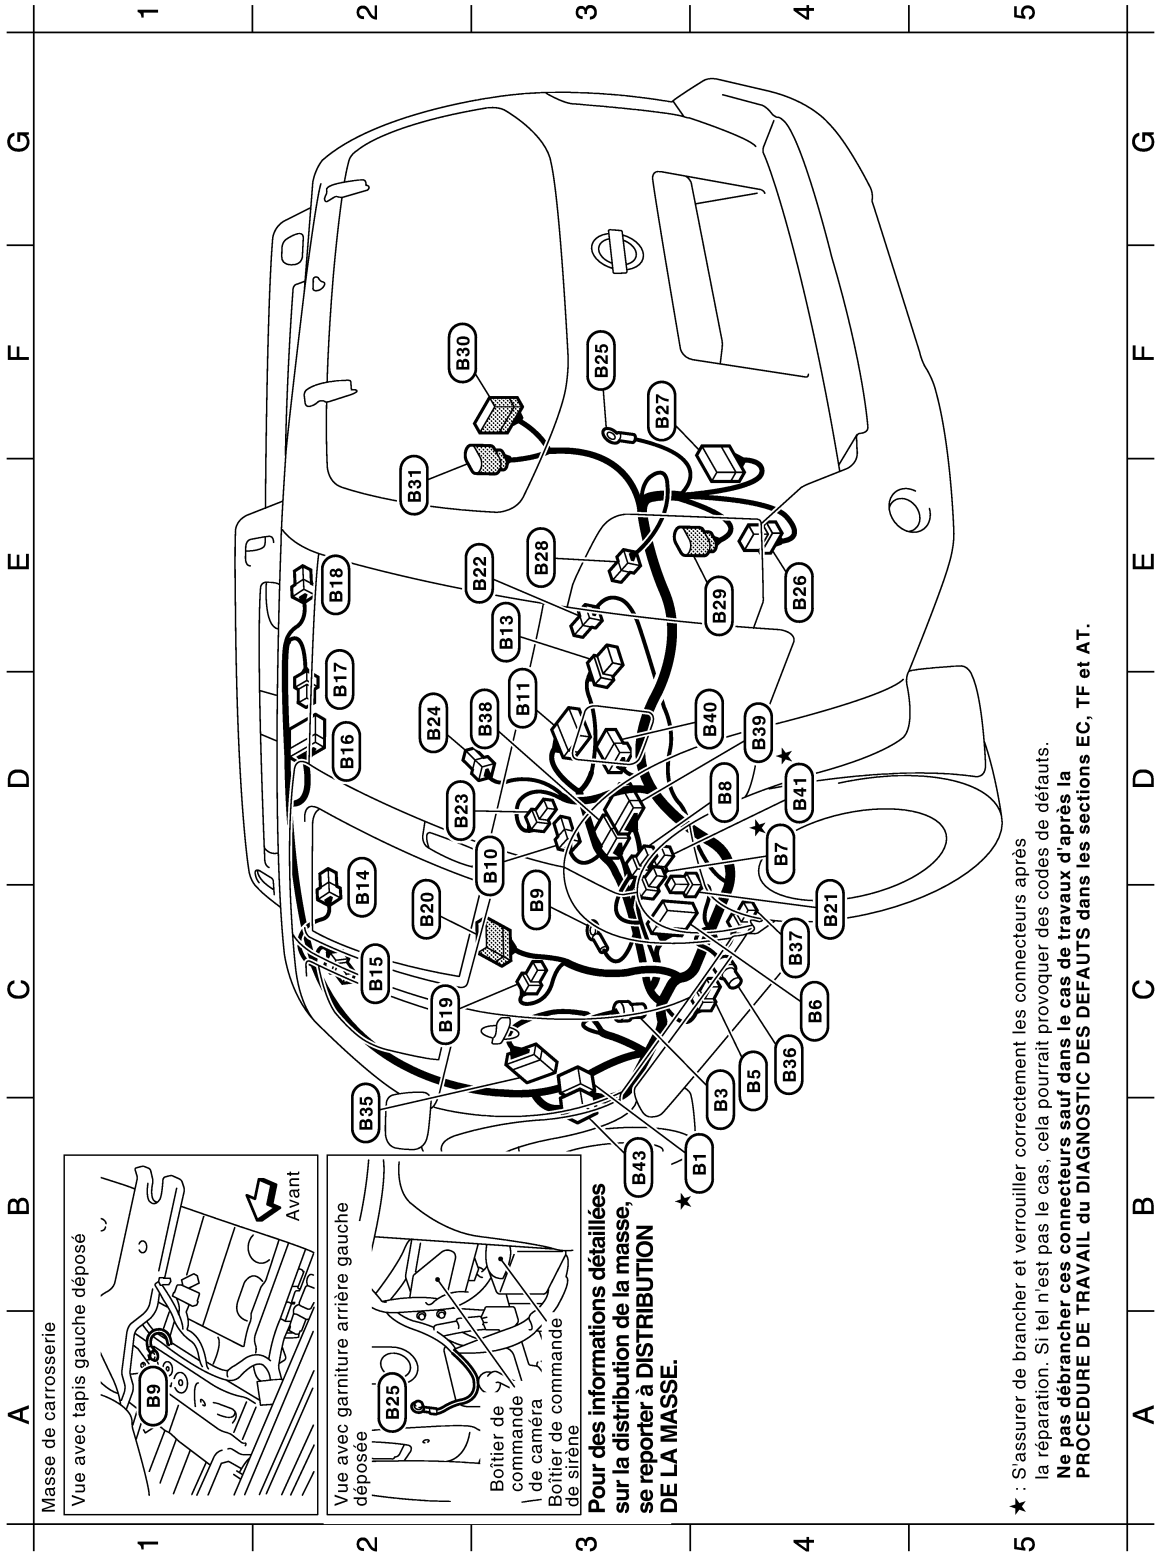 1 2 3 4 5
G
F
E
D
C
B
A
G
F
E
D
C
B
A
1 2 3 4 5
Masse de carrosserie
Vue avec tapis gauche déposé
B9
Avant
Vue avec garniture arrière gauche
déposée
B25
Boîtier de
commande
de caméra
Boîtier de commande
de sirène
Pour des informations détaillées
sur la distribution de la masse,
se reporter à DISTRIBUTION
DE LA MASSE.
B18
B17
B16
B14
B15
B31
B30
B25
B27
B28
B22
B13
B11
B38
B24
B23
B10
B20
B9
B19
B35
B29
B26
B40
B39
B8
B41 ★
B7 ★
B21
B37
B6
B36
B5
B3
B1 ★
B43
★ : S'assurer de brancher et verrouiller correctement les connecteurs après
la réparation. Si tel n'est pas le cas, cela pourrait provoquer des codes de défauts.
Ne pas débrancher ces connecteurs sauf dans le cas de travaux d'après la
PROCEDURE DE TRAVAIL du DIAGNOSTIC DES DEFAUTS dans les sections EC, TF et AT.